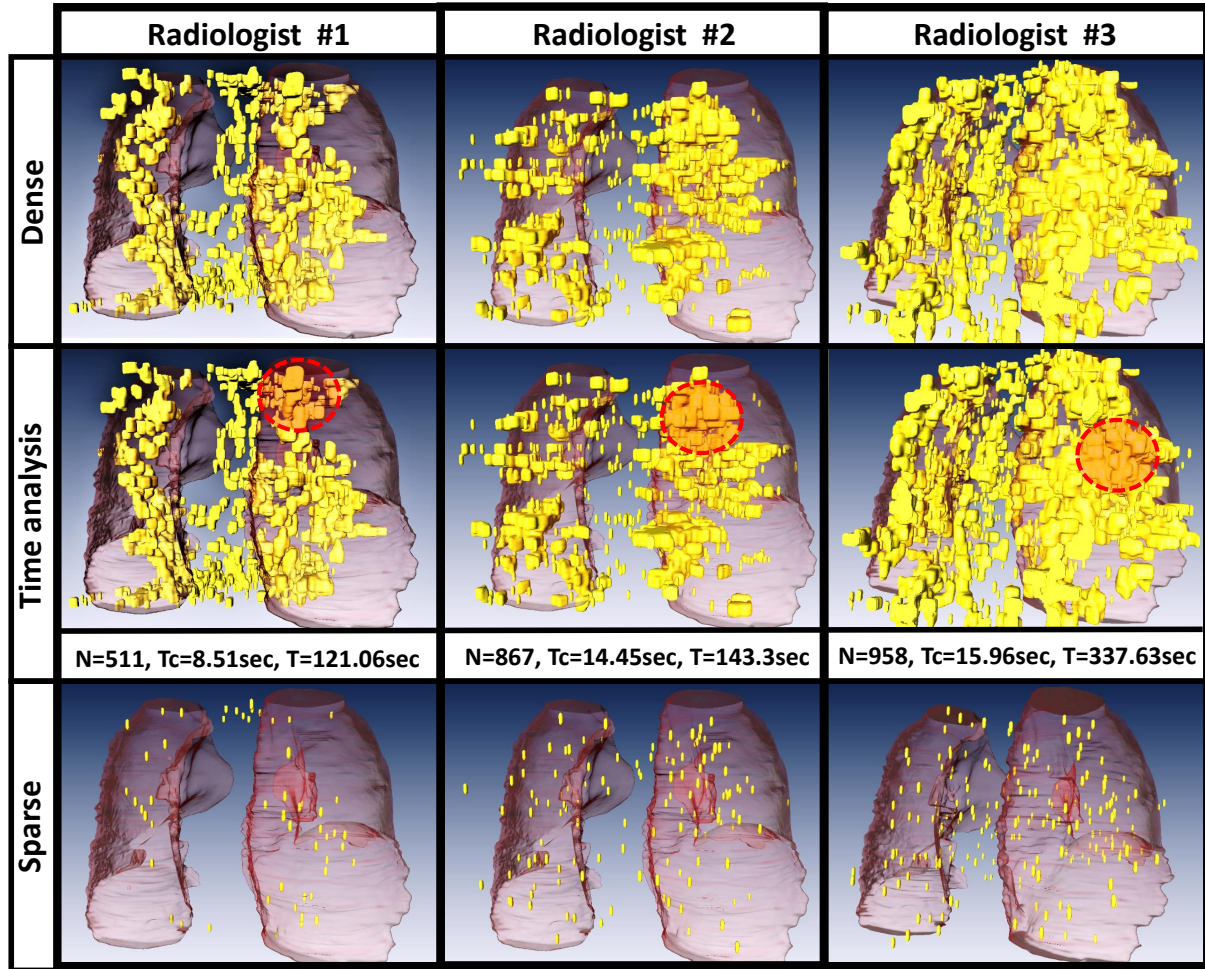 Radiologist #1
Radiologist #2
Radiologist #3
Dense
Time analysis
N=511, Tc=8.51sec, T=121.06sec
N=867, Tc=14.45sec, T=143.3sec
N=958, Tc=15.96sec, T=337.63sec
Sparse